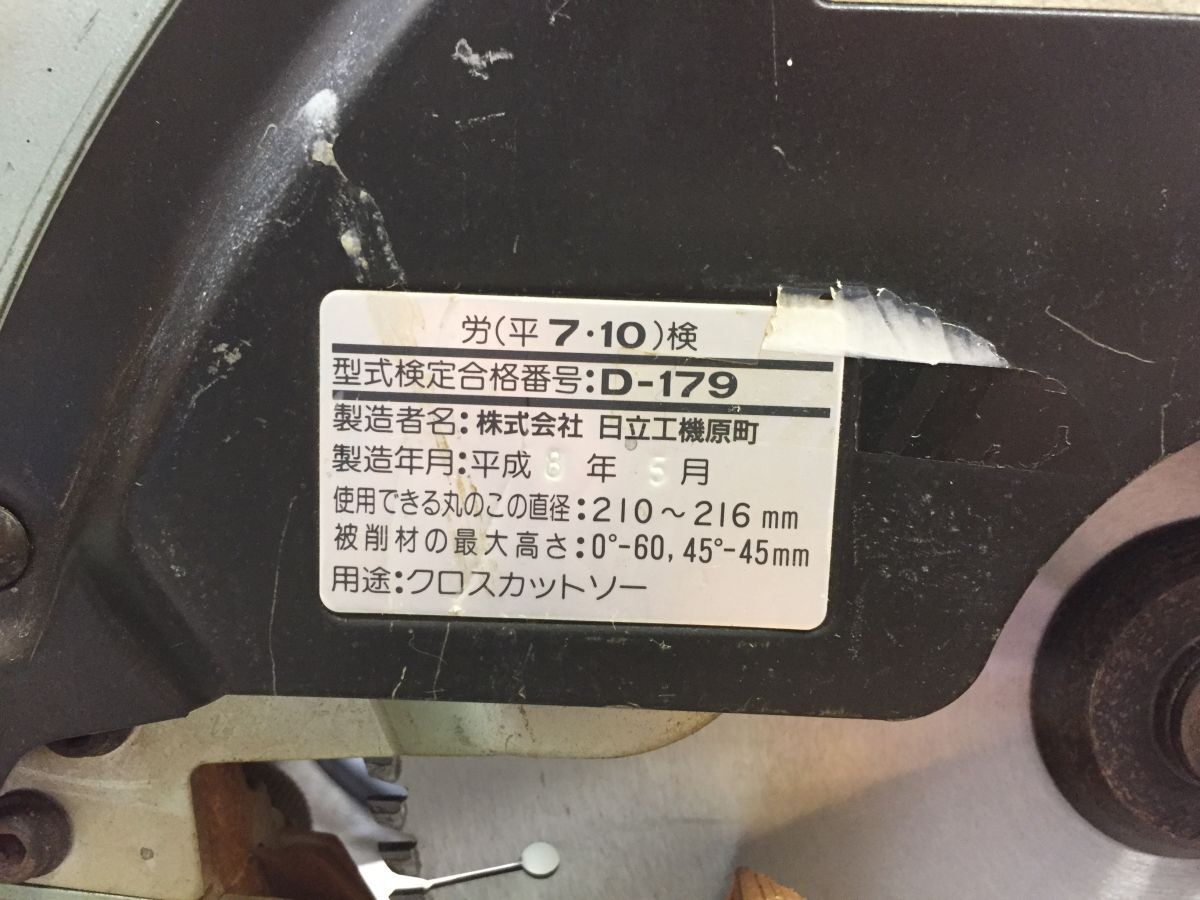 労(平7・10)検
型式検定合格番号:D-179
製造者名:株式会社 日立工機原町
製造年月:平成 8 年 5 月
使用できる丸のこの直径:210～216mm
被削材の最大高さ:0°-60, 45°-45mm
用途:クロスカットソー